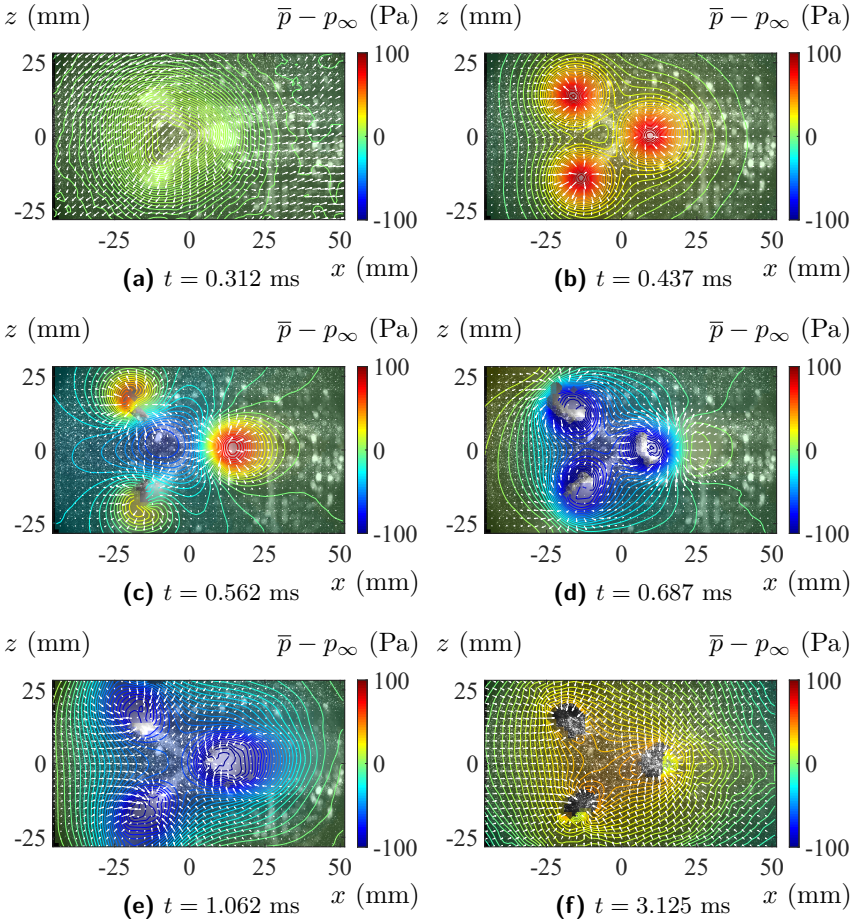 z (mm) p̅ − p∞ (Pa) z (mm) p̅ − p∞ (Pa)
25 100 25 100
0 0 0 0
-25 -100 -25 -100
-25 0 25 50 -25 0 25 50
(a) t = 0.312 ms x (mm) (b) t = 0.437 ms x (mm)
z (mm) p̅ − p∞ (Pa) z (mm) p̅ − p∞ (Pa)
25 100 25 100
0 0 0 0
-25 -100 -25 -100
-25 0 25 50 -25 0 25 50
(c) t = 0.562 ms x (mm) (d) t = 0.687 ms x (mm)
z (mm) p̅ − p∞ (Pa) z (mm) p̅ − p∞ (Pa)
25 100 25 100
0 0 0 0
-25 -100 -25 -100
-25 0 25 50 -25 0 25 50
(e) t = 1.062 ms x (mm) (f) t = 3.125 ms x (mm)